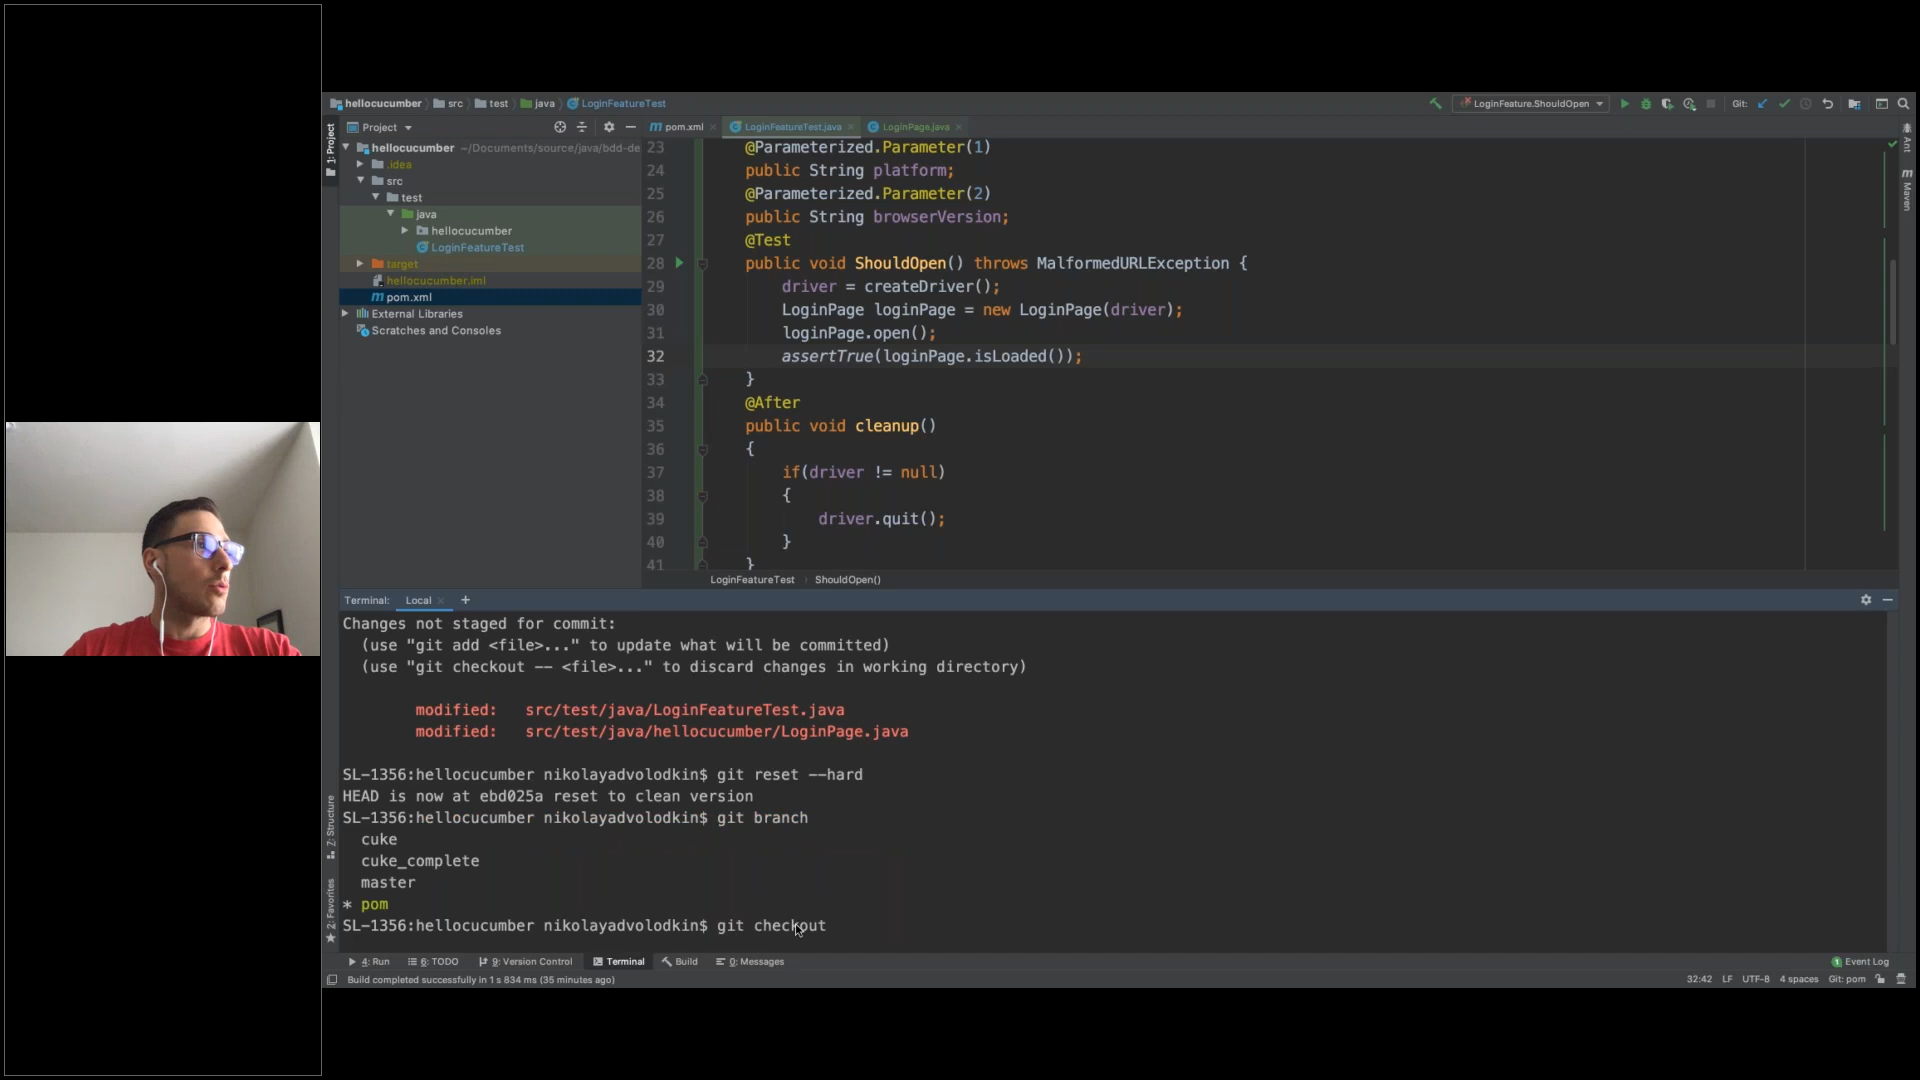 hellocucumber src test java LoginFeatureTest
LoginFeature.ShouldOpen Git:
Project pom.xml LoginFeatureTest.java LoginPage.java
1: Project
hellocucumber ~/Documents/source/java/bdd-de
.idea
src
test
java
hellocucumber
LoginFeatureTest
target
hellocucumber.iml
pom.xml
External Libraries
Scratches and Consoles
23 @Parameterized.Parameter(1)
24 public String platform;
25 @Parameterized.Parameter(2)
26 public String browserVersion;
27 @Test
28 public void ShouldOpen() throws MalformedURLException {
29 driver = createDriver();
30 LoginPage loginPage = new LoginPage(driver);
31 loginPage.open();
32 assertTrue(loginPage.isLoaded());
33 }
34 @After
35 public void cleanup()
36 {
37 if(driver != null)
38 {
39 driver.quit();
40 }
41 }
LoginFeatureTest ShouldOpen()
Ant
Maven
Terminal: Local +
Changes not staged for commit:
(use "git add <file>..." to update what will be committed)
(use "git checkout -- <file>..." to discard changes in working directory)
modified: src/test/java/LoginFeatureTest.java
modified: src/test/java/hellocucumber/LoginPage.java
SL-1356:hellocucumber nikolayadvolodkin$ git reset --hard
HEAD is now at ebd025a reset to clean version
SL-1356:hellocucumber nikolayadvolodkin$ git branch
cuke
cuke_complete
master
* pom
SL-1356:hellocucumber nikolayadvolodkin$ git checkout
Z: Structure
2: Favorites
4: Run 6: TODO 9: Version Control Terminal Build 0: Messages 1 Event Log
Build completed successfully in 1 s 834 ms (35 minutes ago) 32:42 LF UTF-8 4 spaces Git: pom